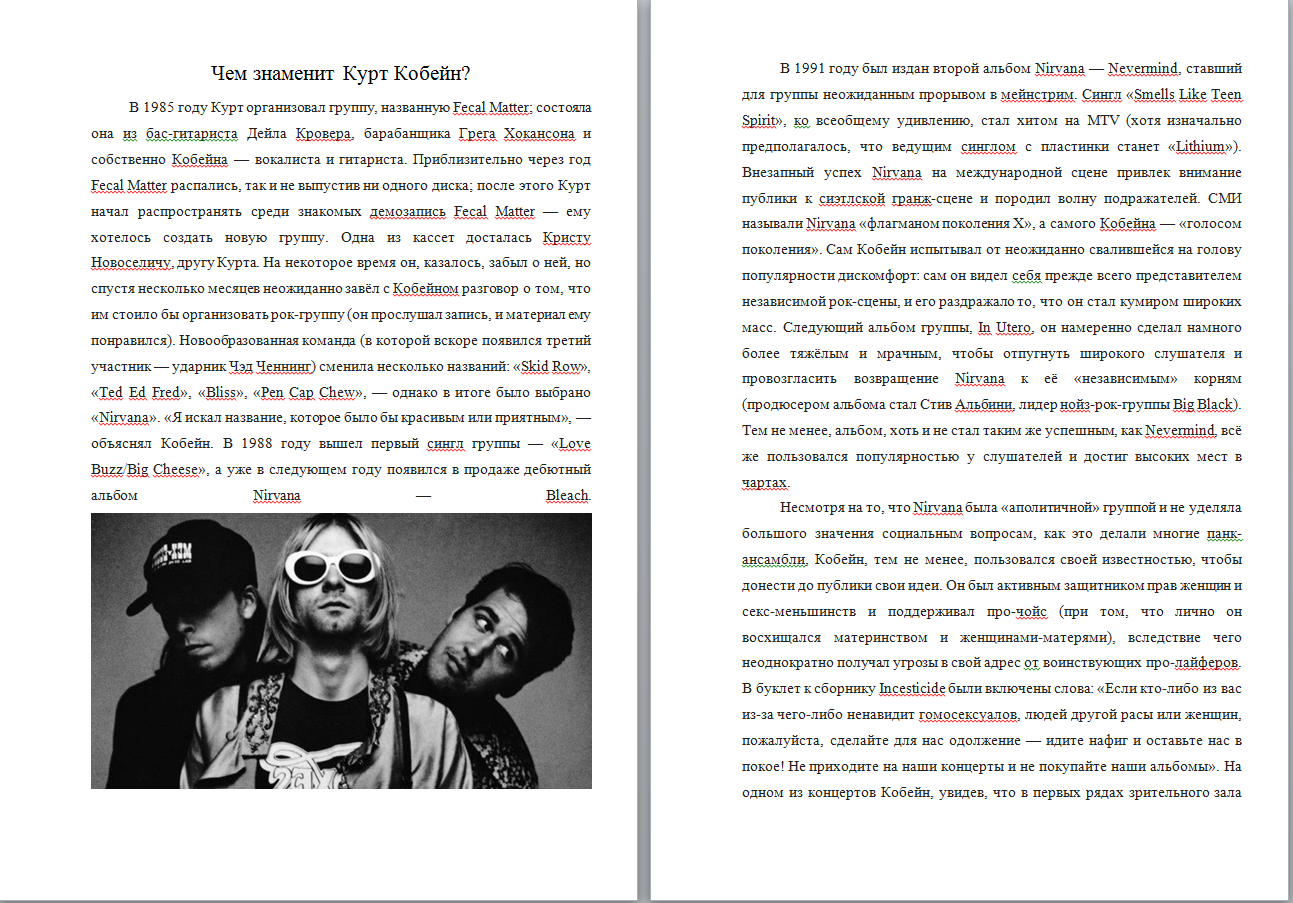 Чем знаменит Курт Кобейн?
В 1985 году Курт организовал группу, названную Fecal Matter; состояла
она из бас-гитариста Дейла Кровера, барабанщика Грега Хокансона и
собственно Кобейна — вокалиста и гитариста. Приблизительно через год
Fecal Matter распались, так и не выпустив ни одного диска; после этого Курт
начал распространять среди знакомых демозапись Fecal Matter — ему
хотелось создать новую группу. Одна из кассет досталась Кристу
Новоселичу, другу Курта. На некоторое время он, казалось, забыл о ней, но
спустя несколько месяцев неожиданно завёл с Кобейном разговор о том, что
им стоило бы организовать рок-группу (он прослушал запись, и материал ему
понравился). Новообразованная команда (в которой вскоре появился третий
участник — ударник Чэд Ченнинг) сменила несколько названий: «Skid Row»,
«Ted Ed Fred», «Bliss», «Pen Cap Chew», — однако в итоге было выбрано
«Nirvana». «Я искал название, которое было бы красивым или приятным», —
объяснял Кобейн. В 1988 году вышел первый сингл группы — «Love
Buzz/Big Cheese», а уже в следующем году появился в продаже дебютный
альбом Nirvana — Bleach.
В 1991 году был издан второй альбом Nirvana — Nevermind, ставший
для группы неожиданным прорывом в мейнстрим. Сингл «Smells Like Teen
Spirit», ко всеобщему удивлению, стал хитом на MTV (хотя изначально
предполагалось, что ведущим синглом с пластинки станет «Lithium»).
Внезапный успех Nirvana на международной сцене привлек внимание
публики к сиэтлской гранж-сцене и породил волну подражателей. СМИ
называли Nirvana «флагманом поколения X», а самого Кобейна — «голосом
поколения». Сам Кобейн испытывал от неожиданно свалившейся на голову
популярности дискомфорт: сам он видел себя прежде всего представителем
независимой рок-сцены, и его раздражало то, что он стал кумиром широких
масс. Следующий альбом группы, In Utero, он намеренно сделал намного
более тяжёлым и мрачным, чтобы отпугнуть широкого слушателя и
провозгласить возвращение Nirvana к её «независимым» корням
(продюсером альбома стал Стив Альбини, лидер нойз-рок-группы Big Black).
Тем не менее, альбом, хоть и не стал таким же успешным, как Nevermind, всё
же пользовался популярностью у слушателей и достиг высоких мест в
чартах.
Несмотря на то, что Nirvana была «аполитичной» группой и не уделяла
большого значения социальным вопросам, как это делали многие панк-
ансамбли, Кобейн, тем не менее, пользовался своей известностью, чтобы
донести до публики свои идеи. Он был активным защитником прав женщин и
секс-меньшинств и поддерживал про-чойс (при том, что лично он
восхищался материнством и женщинами-матерями), вследствие чего
неоднократно получал угрозы в свой адрес от воинствующих про-лайферов.
В буклет к сборнику Incesticide были включены слова: «Если кто-либо из вас
из-за чего-либо ненавидит гомосексуалов, людей другой расы или женщин,
пожалуйста, сделайте для нас одолжение — идите нафиг и оставьте нас в
покое! Не приходите на наши концерты и не покупайте наши альбомы». На
одном из концертов Кобейн, увидев, что в первых рядах зрительного зала